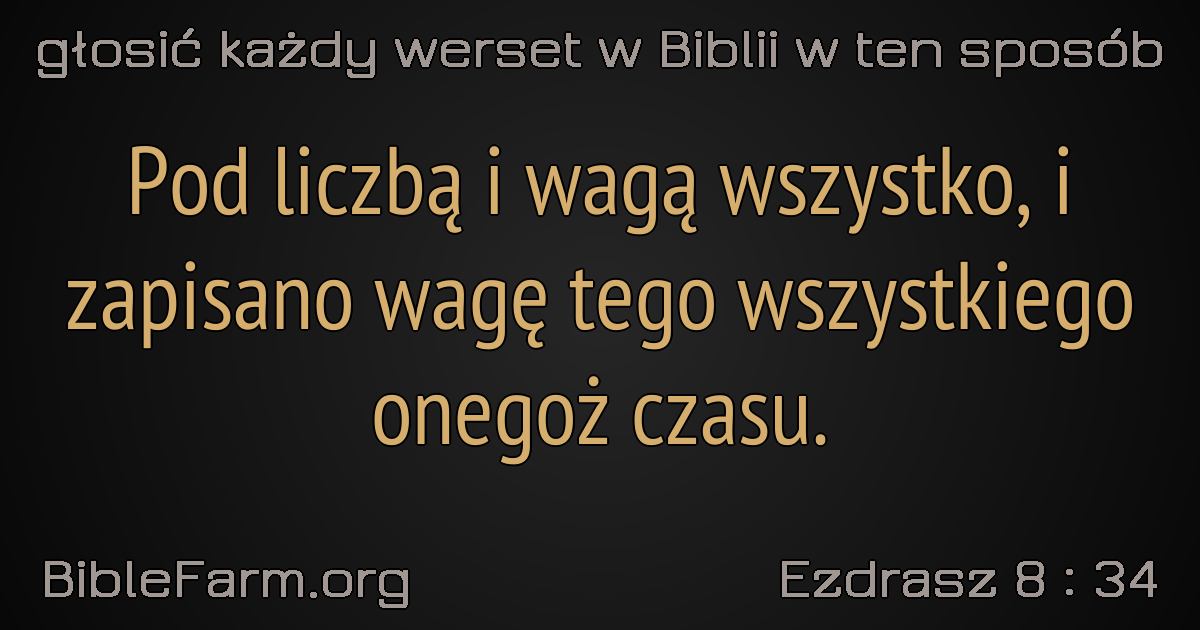 głosić każdy werset w Biblii w ten sposób
Pod liczbą i wagą wszystko, i
zapisano wagę tego wszystkiego
onegoż czasu.
BibleFarm.org
Ezdrasz 8 : 34